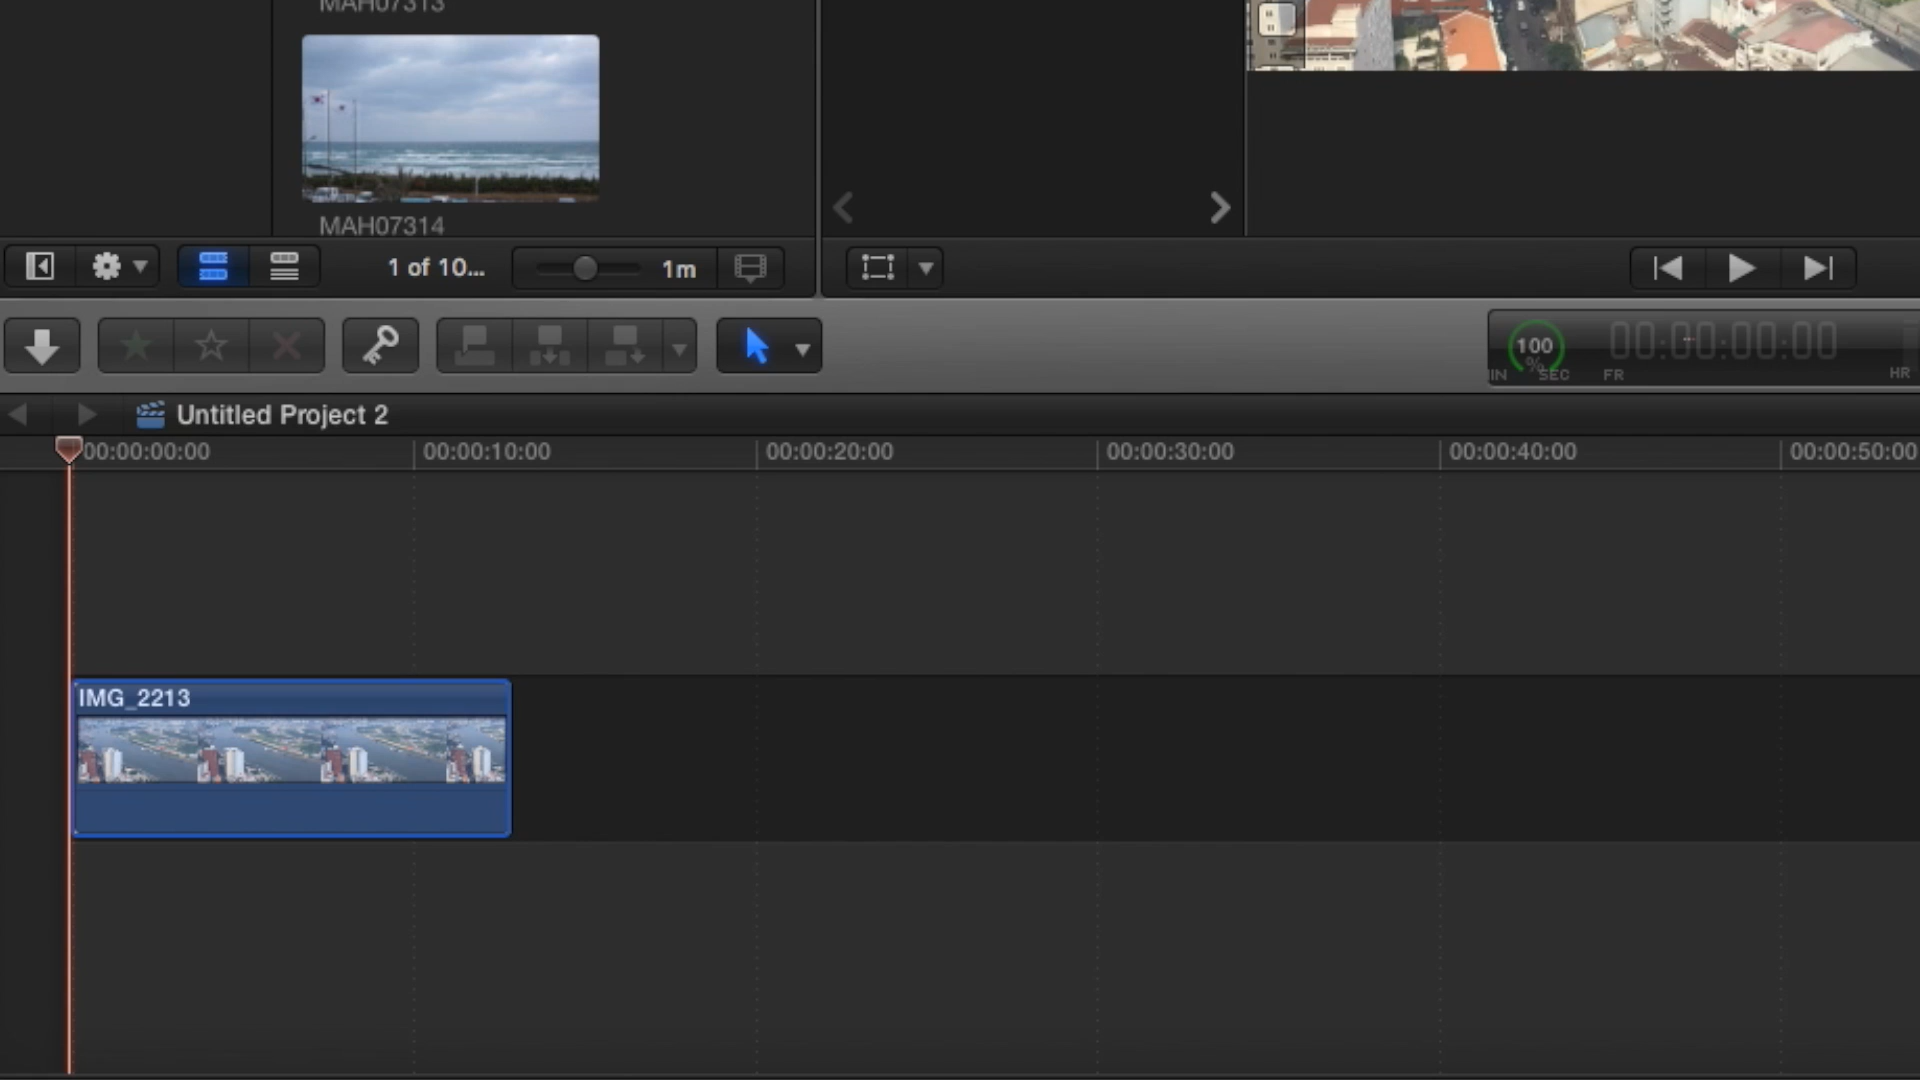 MAH07313
MAH07314
1 of 10...
1m
100
%
00:00:00:00
IN
SEC
FR
HR
Untitled Project 2
00:00:00:00
00:00:10:00
00:00:20:00
00:00:30:00
00:00:40:00
00:00:50:00
IMG_2213